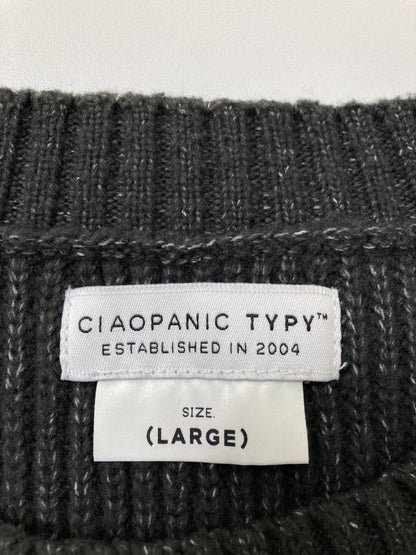 CIAOPANIC TYPY™
ESTABLISHED IN 2004
SIZE.
(LARGE)